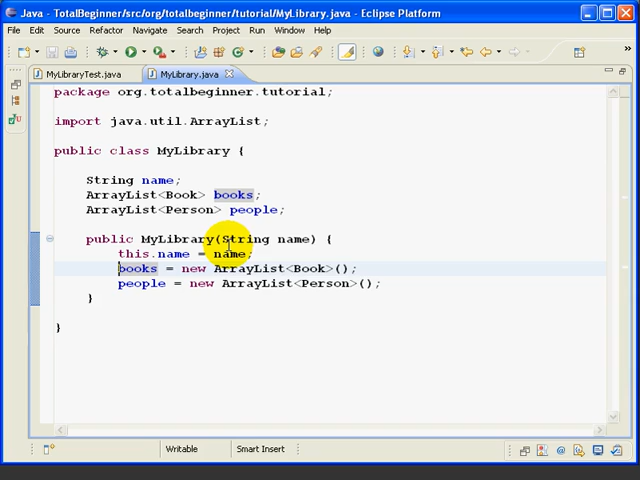 Java - TotalBeginner/src/org/totalbeginner/tutorial/MyLibrary.java - Eclipse Platform
File Edit Source Refactor Navigate Search Project Run Window Help
MyLibraryTest.java MyLibrary.java
package org.totalbeginner.tutorial;
import java.util.ArrayList;
public class MyLibrary {
String name;
ArrayList<Book> books;
ArrayList<Person> people;
public MyLibrary(String name) {
this.name = name;
books = new ArrayList<Book>();
people = new ArrayList<Person>();
}
}
Writable Smart Insert